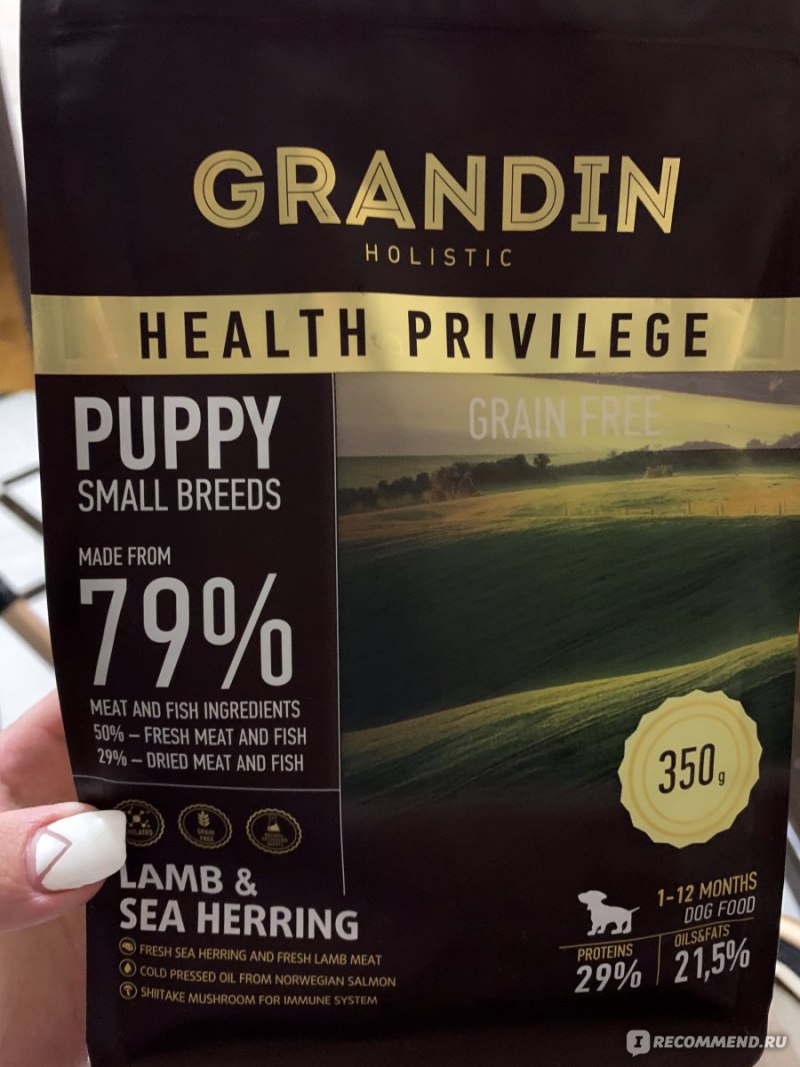 GRANDIN
HOLISTIC
HEALTH PRIVILEGE
PUPPY
SMALL BREEDS
GRAIN FREE
MADE FROM
79%
MEAT AND FISH INGREDIENTS
50% – FRESH MEAT AND FISH
29% – DRIED MEAT AND FISH
350g
GRAIN
FREE
LAMB &
SEA HERRING
FRESH SEA HERRING AND FRESH LAMB MEAT
COLD PRESSED OIL FROM NORWEGIAN SALMON
SHIITAKE MUSHROOM FOR IMMUNE SYSTEM
1-12 MONTHS
DOG FOOD
PROTEINS
29%
OILS&FATS
21,5%
IRECOMMEND.RU